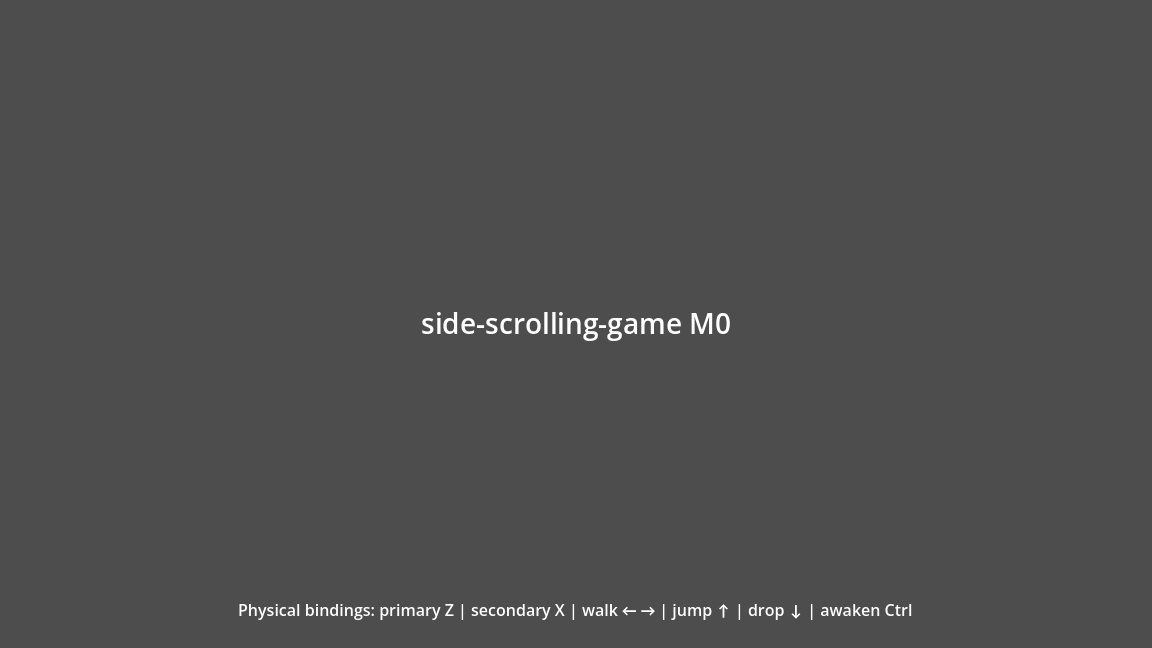 side-scrolling-game M0
Physical bindings: primary Z | secondary X | walk ← → | jump ↑ | drop ↓ | awaken Ctrl